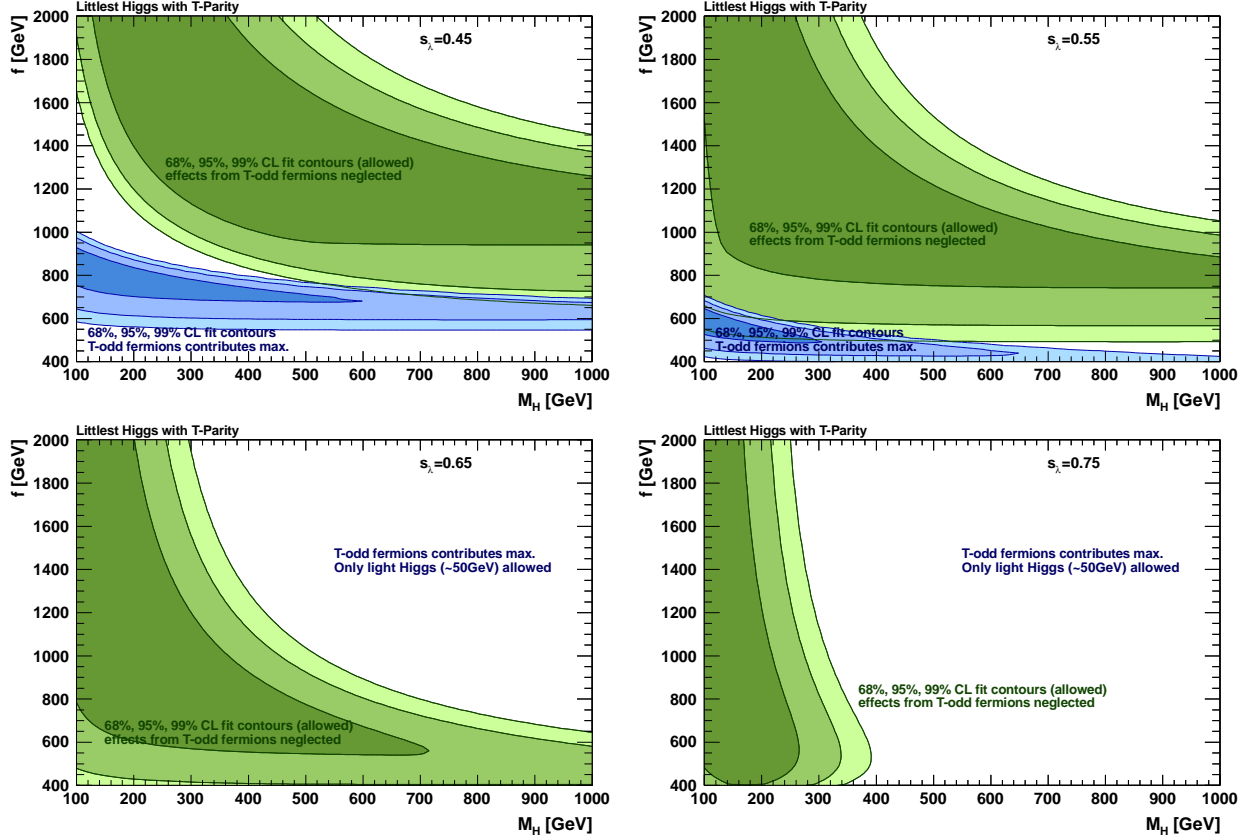 Littlest Higgs with T-Parity
f [GeV]
2000
1800
1600
1400
1200
1000
800
600
400
s_λ=0.45
68%, 95%, 99% CL fit contours (allowed)
effects from T-odd fermions neglected
68%, 95%, 99% CL fit contours
T-odd fermions contributes max.
100 200 300 400 500 600 700 800 900 1000
M_H [GeV]
Littlest Higgs with T-Parity
f [GeV]
2000
1800
1600
1400
1200
1000
800
600
400
s_λ=0.55
68%, 95%, 99% CL fit contours (allowed)
effects from T-odd fermions neglected
68%, 95%, 99% CL fit contours
T-odd fermions contributes max.
100 200 300 400 500 600 700 800 900 1000
M_H [GeV]
Littlest Higgs with T-Parity
f [GeV]
2000
1800
1600
1400
1200
1000
800
600
400
s_λ=0.65
T-odd fermions contributes max.
Only light Higgs (~50GeV) allowed
68%, 95%, 99% CL fit contours (allowed)
effects from T-odd fermions neglected
100 200 300 400 500 600 700 800 900 1000
M_H [GeV]
Littlest Higgs with T-Parity
f [GeV]
2000
1800
1600
1400
1200
1000
800
600
400
s_λ=0.75
T-odd fermions contributes max.
Only light Higgs (~50GeV) allowed
68%, 95%, 99% CL fit contours (allowed)
effects from T-odd fermions neglected
100 200 300 400 500 600 700 800 900 1000
M_H [GeV]